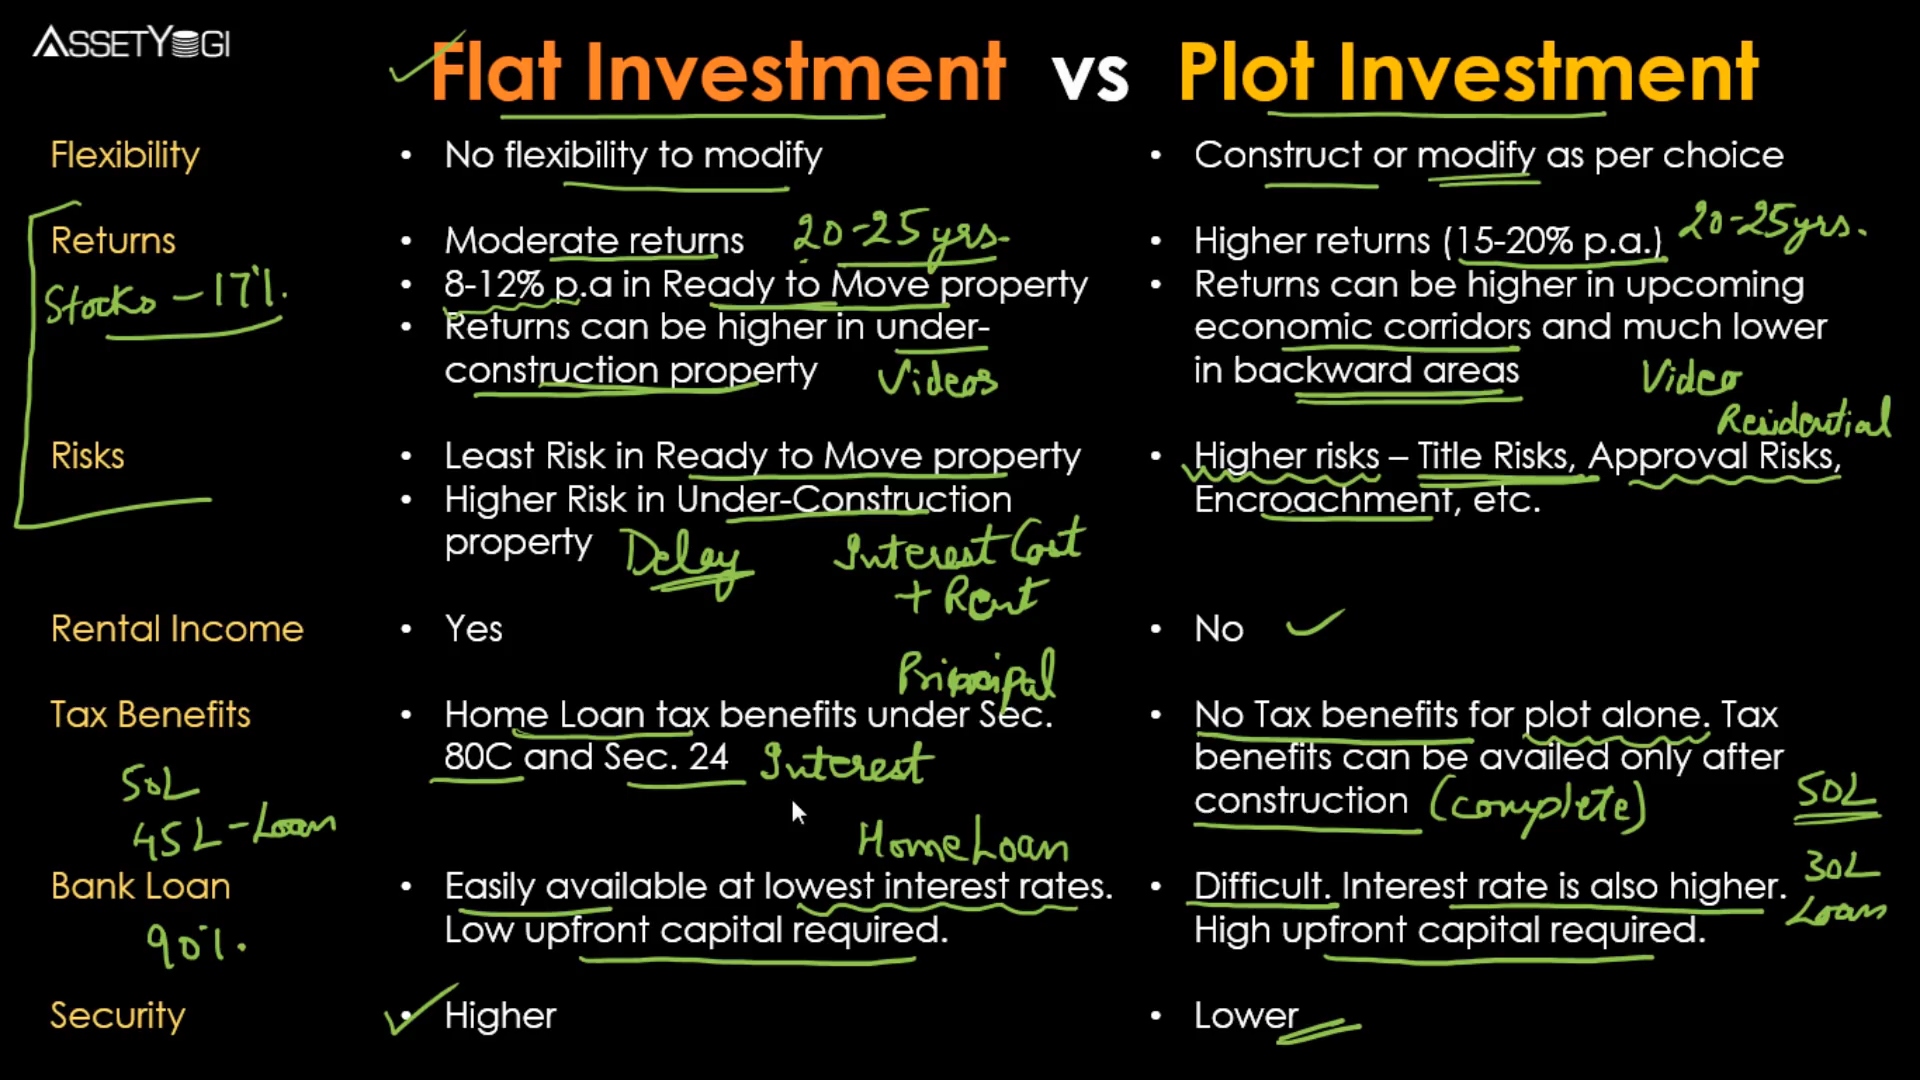 ASSETYOGI
Flat Investment vs Plot Investment
Flexibility
• No flexibility to modify
• Construct or modify as per choice
Returns
Stocks - 17%.
• Moderate returns 20-25 yrs.
• 8-12% p.a in Ready to Move property
• Returns can be higher in under-
construction property Videos
• Higher returns (15-20% p.a.) 20-25 yrs.
• Returns can be higher in upcoming
economic corridors and much lower
in backward areas Video
Residential
Risks
• Least Risk in Ready to Move property
• Higher Risk in Under-Construction
property Delay Interest Cost
+ Rent
• Higher risks – Title Risks, Approval Risks,
Encroachment, etc.
Rental Income
• Yes
• No
Tax Benefits
50L
45L - Loan
Principal
• Home Loan tax benefits under Sec.
80C and Sec. 24 Interest
• No Tax benefits for plot alone. Tax
benefits can be availed only after
construction (complete) 50L
Bank Loan
90%.
Home Loan
• Easily available at lowest interest rates.
Low upfront capital required.
• Difficult. Interest rate is also higher. 30L
Loan
High upfront capital required.
Security
• Higher
• Lower